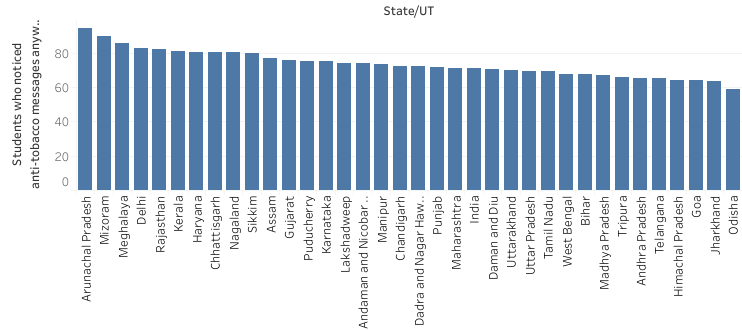 State/UT
Students who noticed
anti-tobacco messages anyw..
80
60
40
20
0
Arunachal Pradesh
Mizoram
Meghalaya
Delhi
Rajasthan
Kerala
Haryana
Chhattisgarh
Nagaland
Sikkim
Assam
Gujarat
Puducherry
Karnataka
Lakshadweep
Andaman and Nicobar ..
Manipur
Chandigarh
Dadra and Nagar Haw..
Punjab
Maharashtra
India
Daman and Diu
Uttarakhand
Uttar Pradesh
Tamil Nadu
West Bengal
Bihar
Madhya Pradesh
Tripura
Andhra Pradesh
Telangana
Himachal Pradesh
Goa
Jharkhand
Odisha